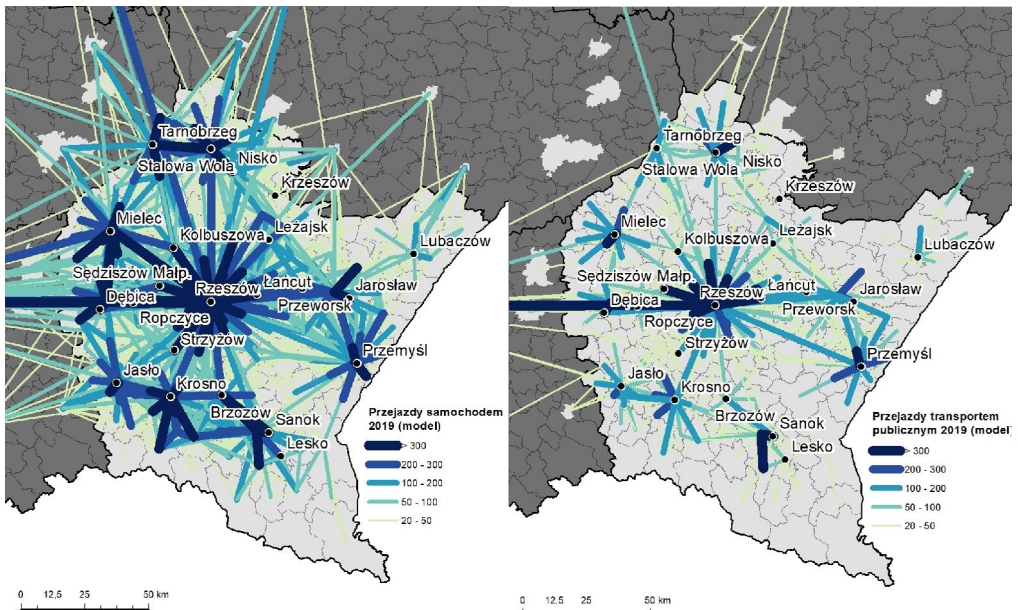 Tarnobrzeg
Stalowa Wola
Nisko
Krzeszów
Mielec
Kolbuszowa
Leżajsk
Lubaczów
Sędziszów Małp.
Łańcut
Dębica
Rzeszów
Jarosław
Ropczyce
Przeworsk
Strzyżów
Przemyśl
Jasło
Krosno
Brzozów
Sanok
Lesko
Przejazdy samochodem
2019 (model)
> 300
200 - 300
100 - 200
50 - 100
20 - 50
0 12,5 25 50 km
Tarnobrzeg
Stalowa Wola
Nisko
Krzeszów
Mielec
Kolbuszowa
Leżajsk
Lubaczów
Sędziszów Małp.
Łańcut
Dębica
Rzeszów
Jarosław
Ropczyce
Przeworsk
Strzyżów
Przemyśl
Jasło
Krosno
Brzozów
Sanok
Lesko
Przejazdy transportem
publicznym 2019 (model)
> 300
200 - 300
100 - 200
50 - 100
20 - 50
0 12,5 25 50 km